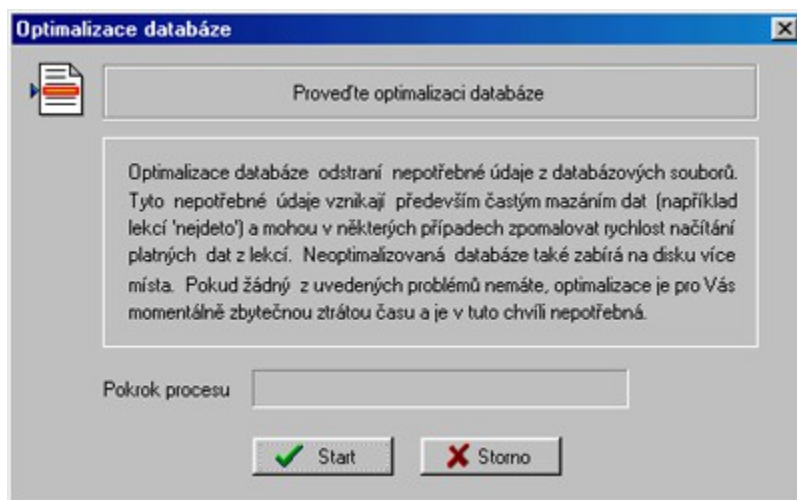 Optimalizace databáze
Proveďte optimalizaci databáze
Optimalizace databáze odstraní nepotřebné údaje z databázových souborů.
Tyto nepotřebné údaje vznikají především častým mazáním dat (například
lekcí 'nejdeto') a mohou v některých případech zpomalovat rychlost načítání
platných dat z lekcí. Neoptimalizovaná databáze také zabírá na disku více
místa. Pokud žádný z uvedených problémů nemáte, optimalizace je pro Vás
momentálně zbytečnou ztrátou času a je v tuto chvíli nepotřebná.
Pokrok procesu
Start
Storno